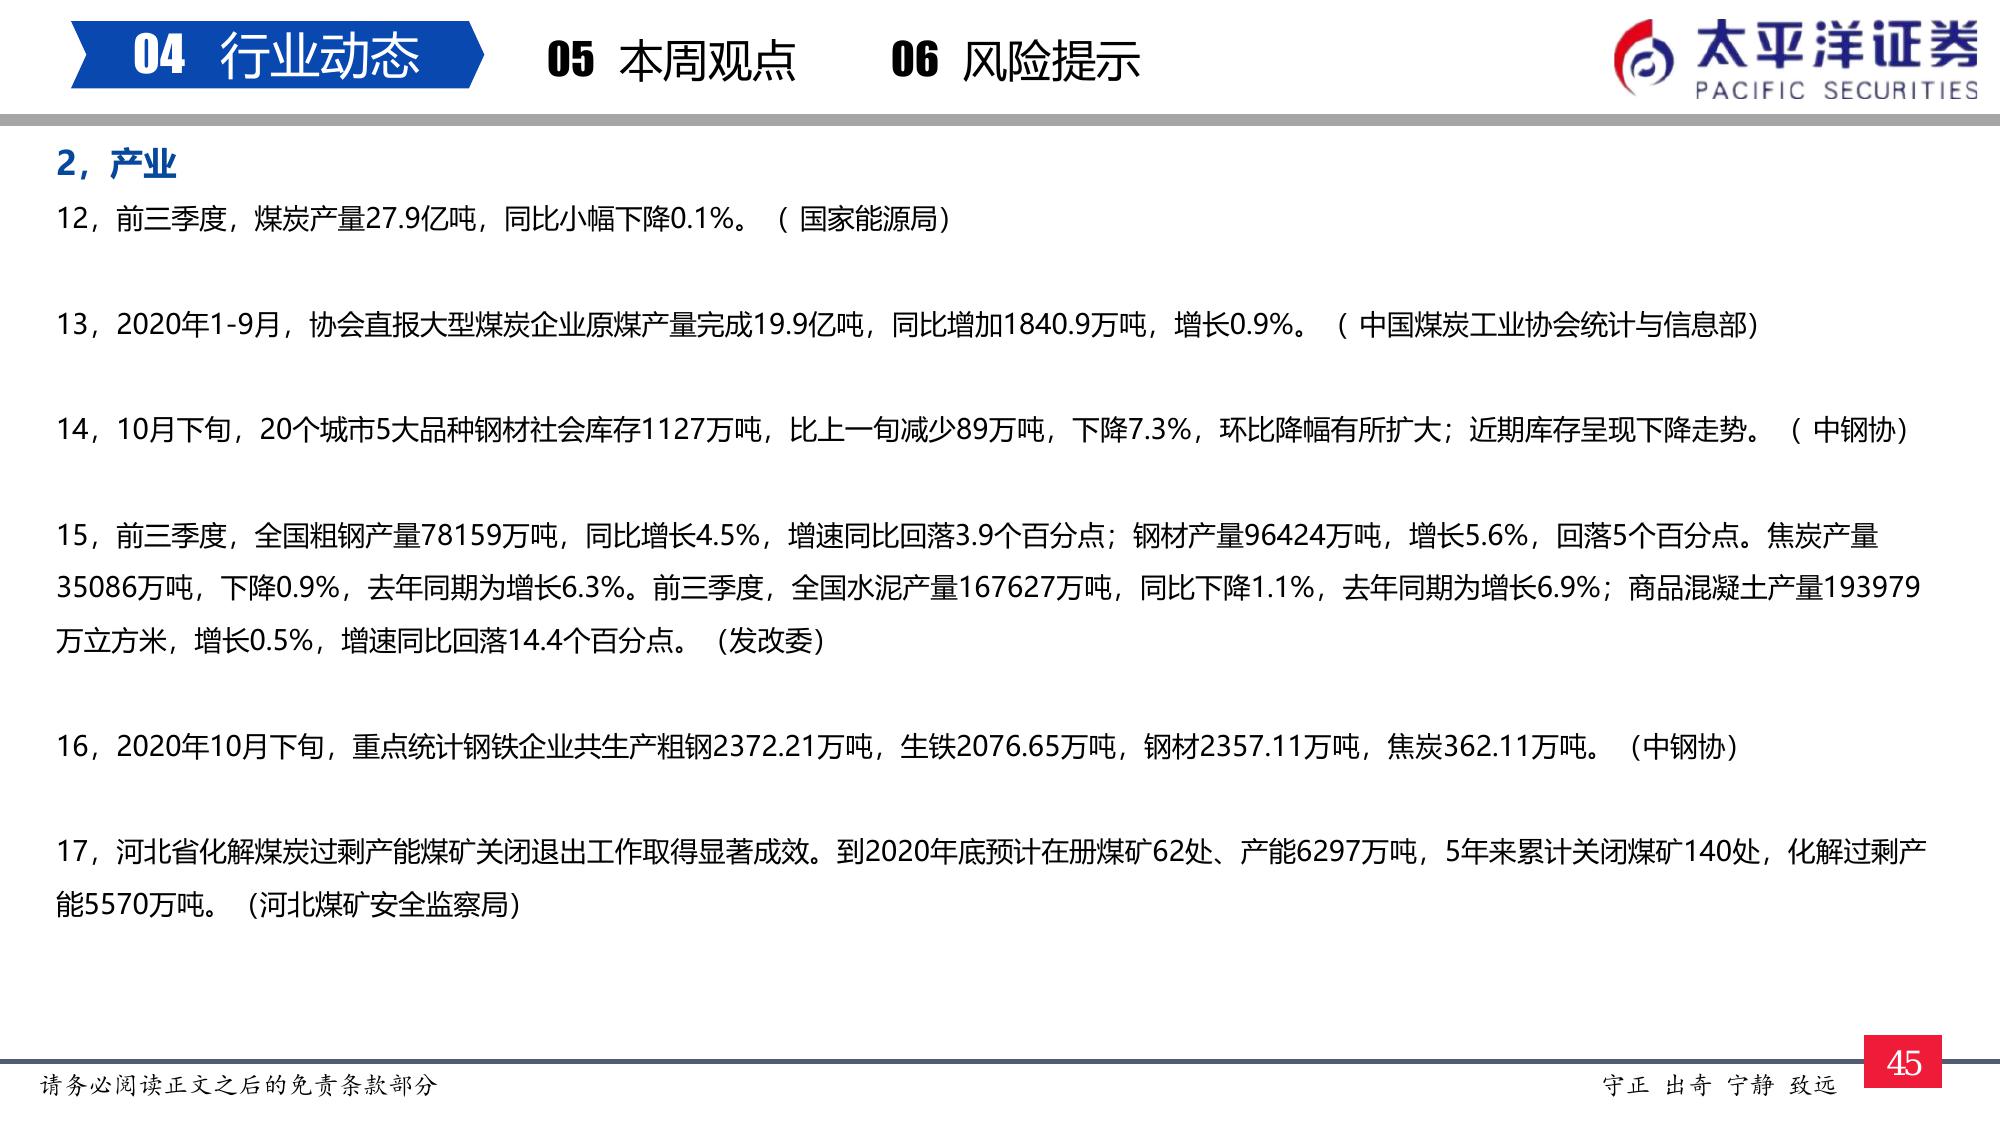 04 行业动态 05 本周观点 06 风险提示 太平洋证券
PACIFIC SECURITIES
2，产业
12，前三季度，煤炭产量27.9亿吨，同比小幅下降0.1%。（ 国家能源局）
13，2020年1-9月，协会直报大型煤炭企业原煤产量完成19.9亿吨，同比增加1840.9万吨，增长0.9%。（ 中国煤炭工业协会统计与信息部）
14，10月下旬，20个城市5大品种钢材社会库存1127万吨，比上一旬减少89万吨，下降7.3%，环比降幅有所扩大；近期库存呈现下降走势。（ 中钢协）
15，前三季度，全国粗钢产量78159万吨，同比增长4.5%，增速同比回落3.9个百分点；钢材产量96424万吨，增长5.6%，回落5个百分点。焦炭产量
35086万吨，下降0.9%，去年同期为增长6.3%。前三季度，全国水泥产量167627万吨，同比下降1.1%，去年同期为增长6.9%；商品混凝土产量193979
万立方米，增长0.5%，增速同比回落14.4个百分点。（发改委）
16，2020年10月下旬，重点统计钢铁企业共生产粗钢2372.21万吨，生铁2076.65万吨，钢材2357.11万吨，焦炭362.11万吨。（中钢协）
17，河北省化解煤炭过剩产能煤矿关闭退出工作取得显著成效。到2020年底预计在册煤矿62处、产能6297万吨，5年来累计关闭煤矿140处，化解过剩产
能5570万吨。（河北煤矿安全监察局）
45
请务必阅读正文之后的免责条款部分 守正 出奇 宁静 致远